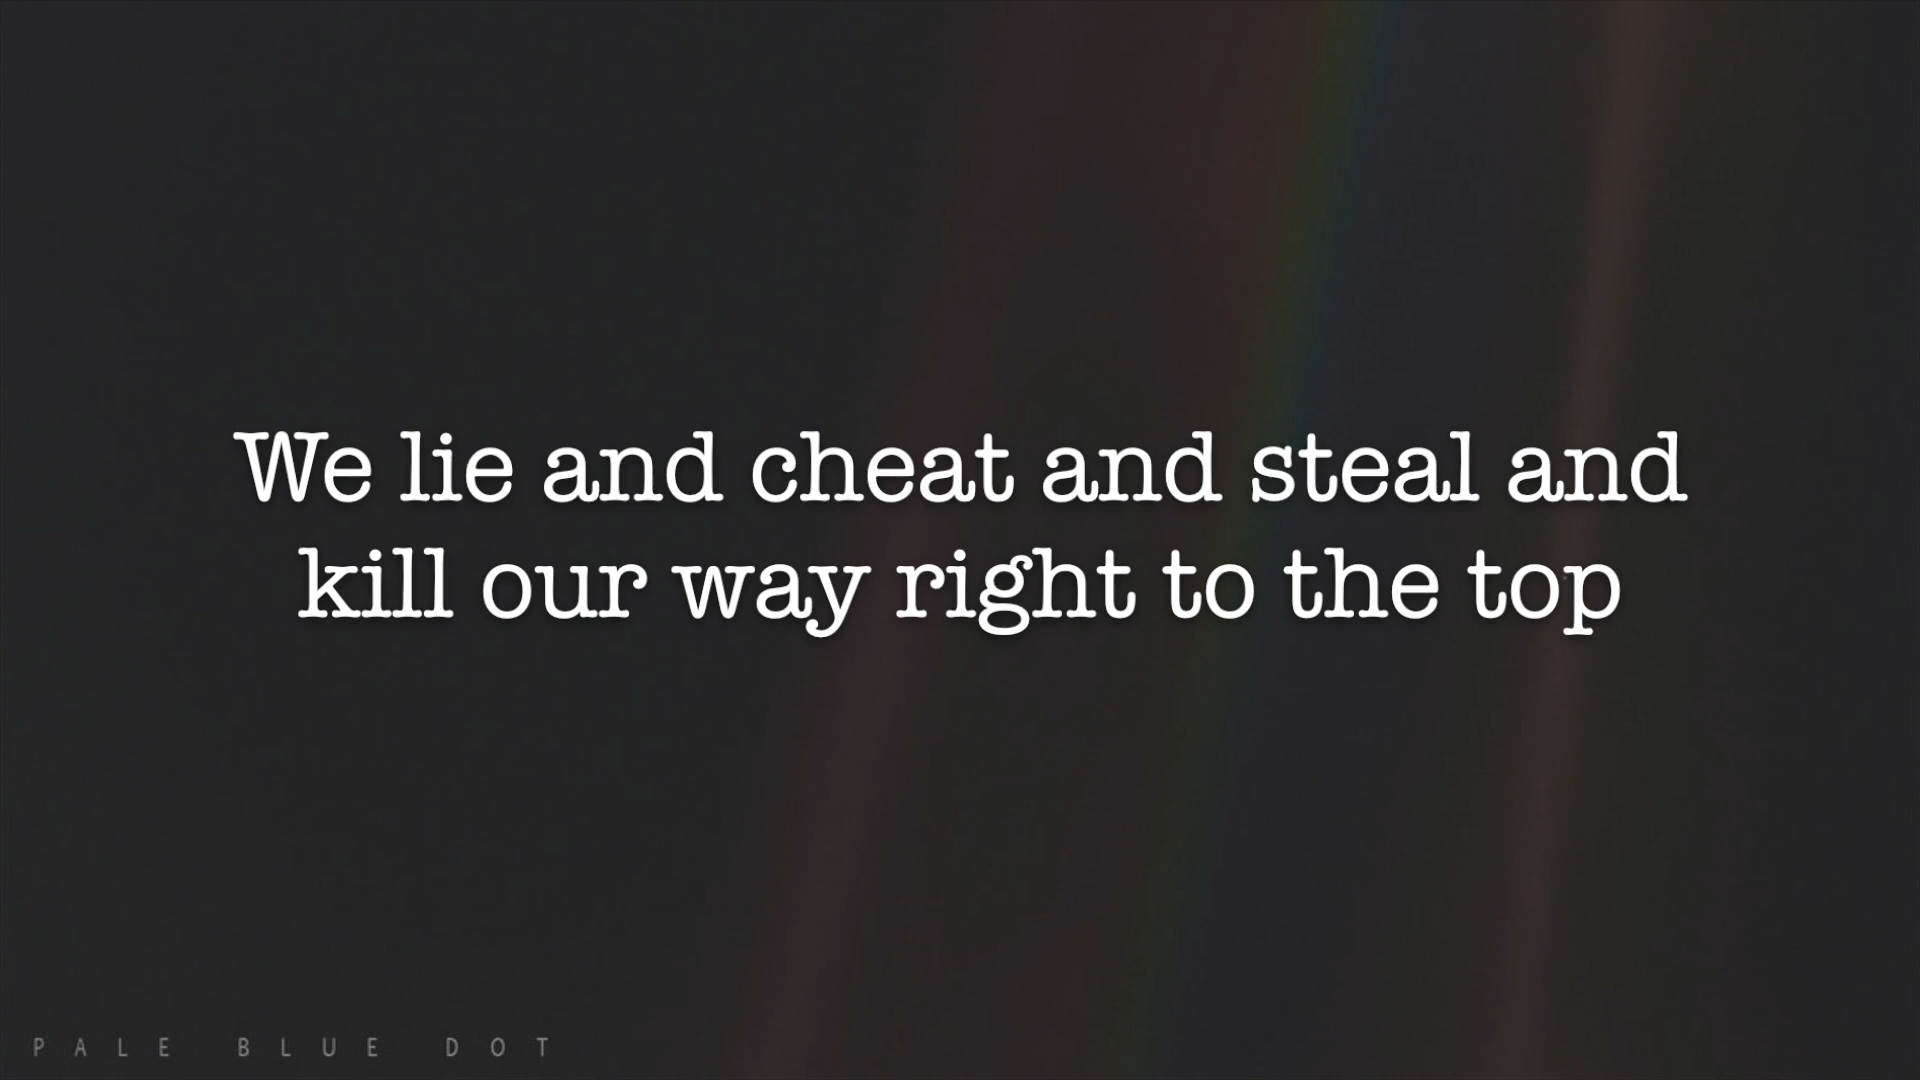 We lie and cheat and steal and
kill our way right to the top
PALE BLUE DOT